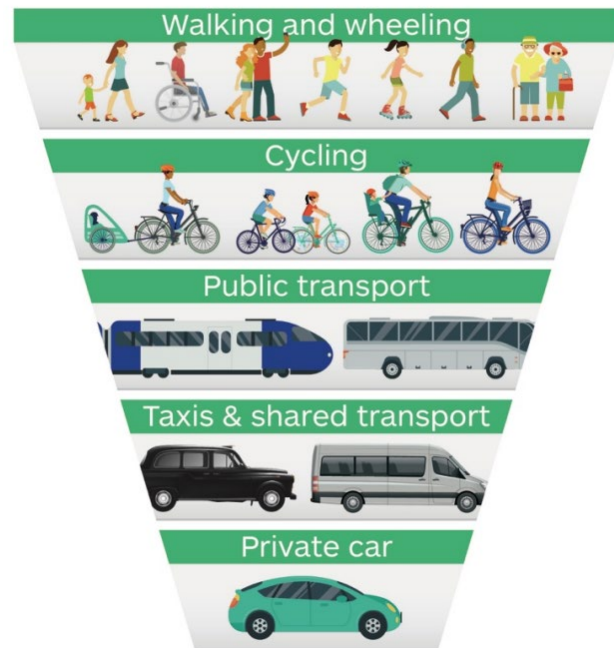 Walking and wheeling
Cycling
Public transport
Taxis & shared transport
Private car